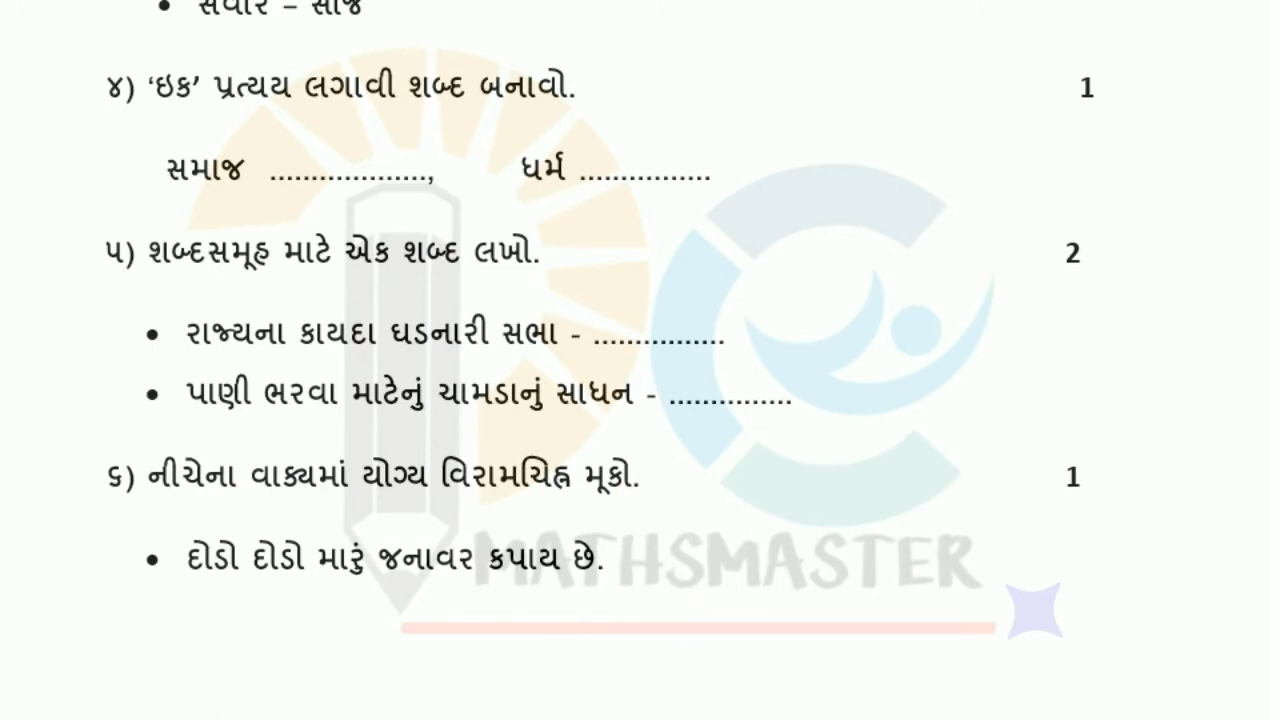 • સવાર – સાંજ
૪) ‘ઇક’ પ્રત્યય લગાવી શબ્દ બનાવો. 1
સમાજ ..................., ધર્મ ................
૫) શબ્દસમૂહ માટે એક શબ્દ લખો. 2
• રાજ્યના કાયદા ઘડનારી સભા - ................
• પાણી ભરવા માટેનું ચામડાનું સાધન - ...............
૬) નીચેના વાક્યમાં યોગ્ય વિરામચિહ્ન મૂકો. 1
• દોડો દોડો મારું જનાવર કપાય છે.
MATHSMASTER